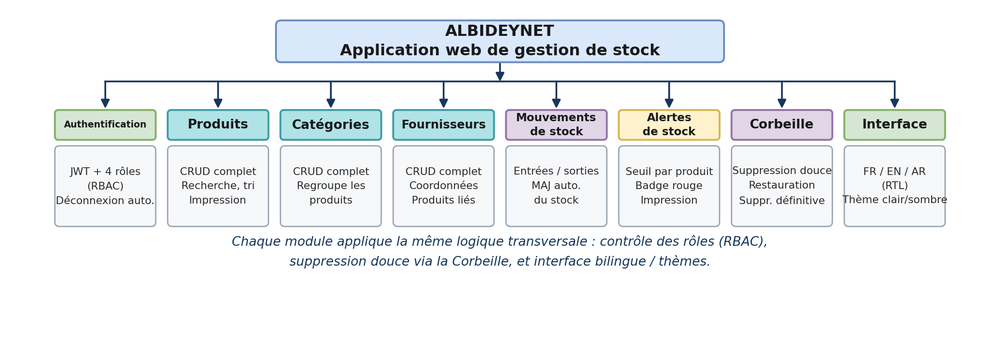 ALBIDEYNET
Application web de gestion de stock
Authentification
JWT + 4 rôles
(RBAC)
Déconnexion auto.
Produits
CRUD complet
Recherche, tri
Impression
Catégories
CRUD complet
Regroupe les
produits
Fournisseurs
CRUD complet
Coordonnées
Produits liés
Mouvements
de stock
Entrées / sorties
MAJ auto.
du stock
Alertes
de stock
Seuil par produit
Badge rouge
Impression
Corbeille
Suppression douce
Restauration
Suppr. définitive
Interface
FR / EN / AR
(RTL)
Thème clair/sombre
Chaque module applique la même logique transversale : contrôle des rôles (RBAC),
suppression douce via la Corbeille, et interface bilingue / thèmes.